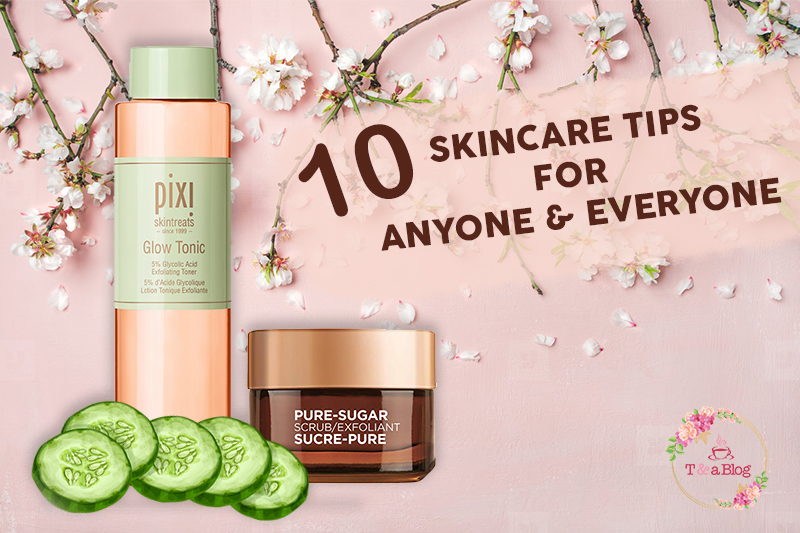 10 SKINCARE TIPS
FOR
ANYONE & EVERYONE
pixi
skintreats
– since 1999 –
Glow Tonic
5% Glycolic Acid
Exfoliating Toner
5% d'Acide Glycolique
Lotion Tonique Exfoliante
PURE-SUGAR
SCRUB/EXFOLIANT
SUCRE-PURE
T & a Blog